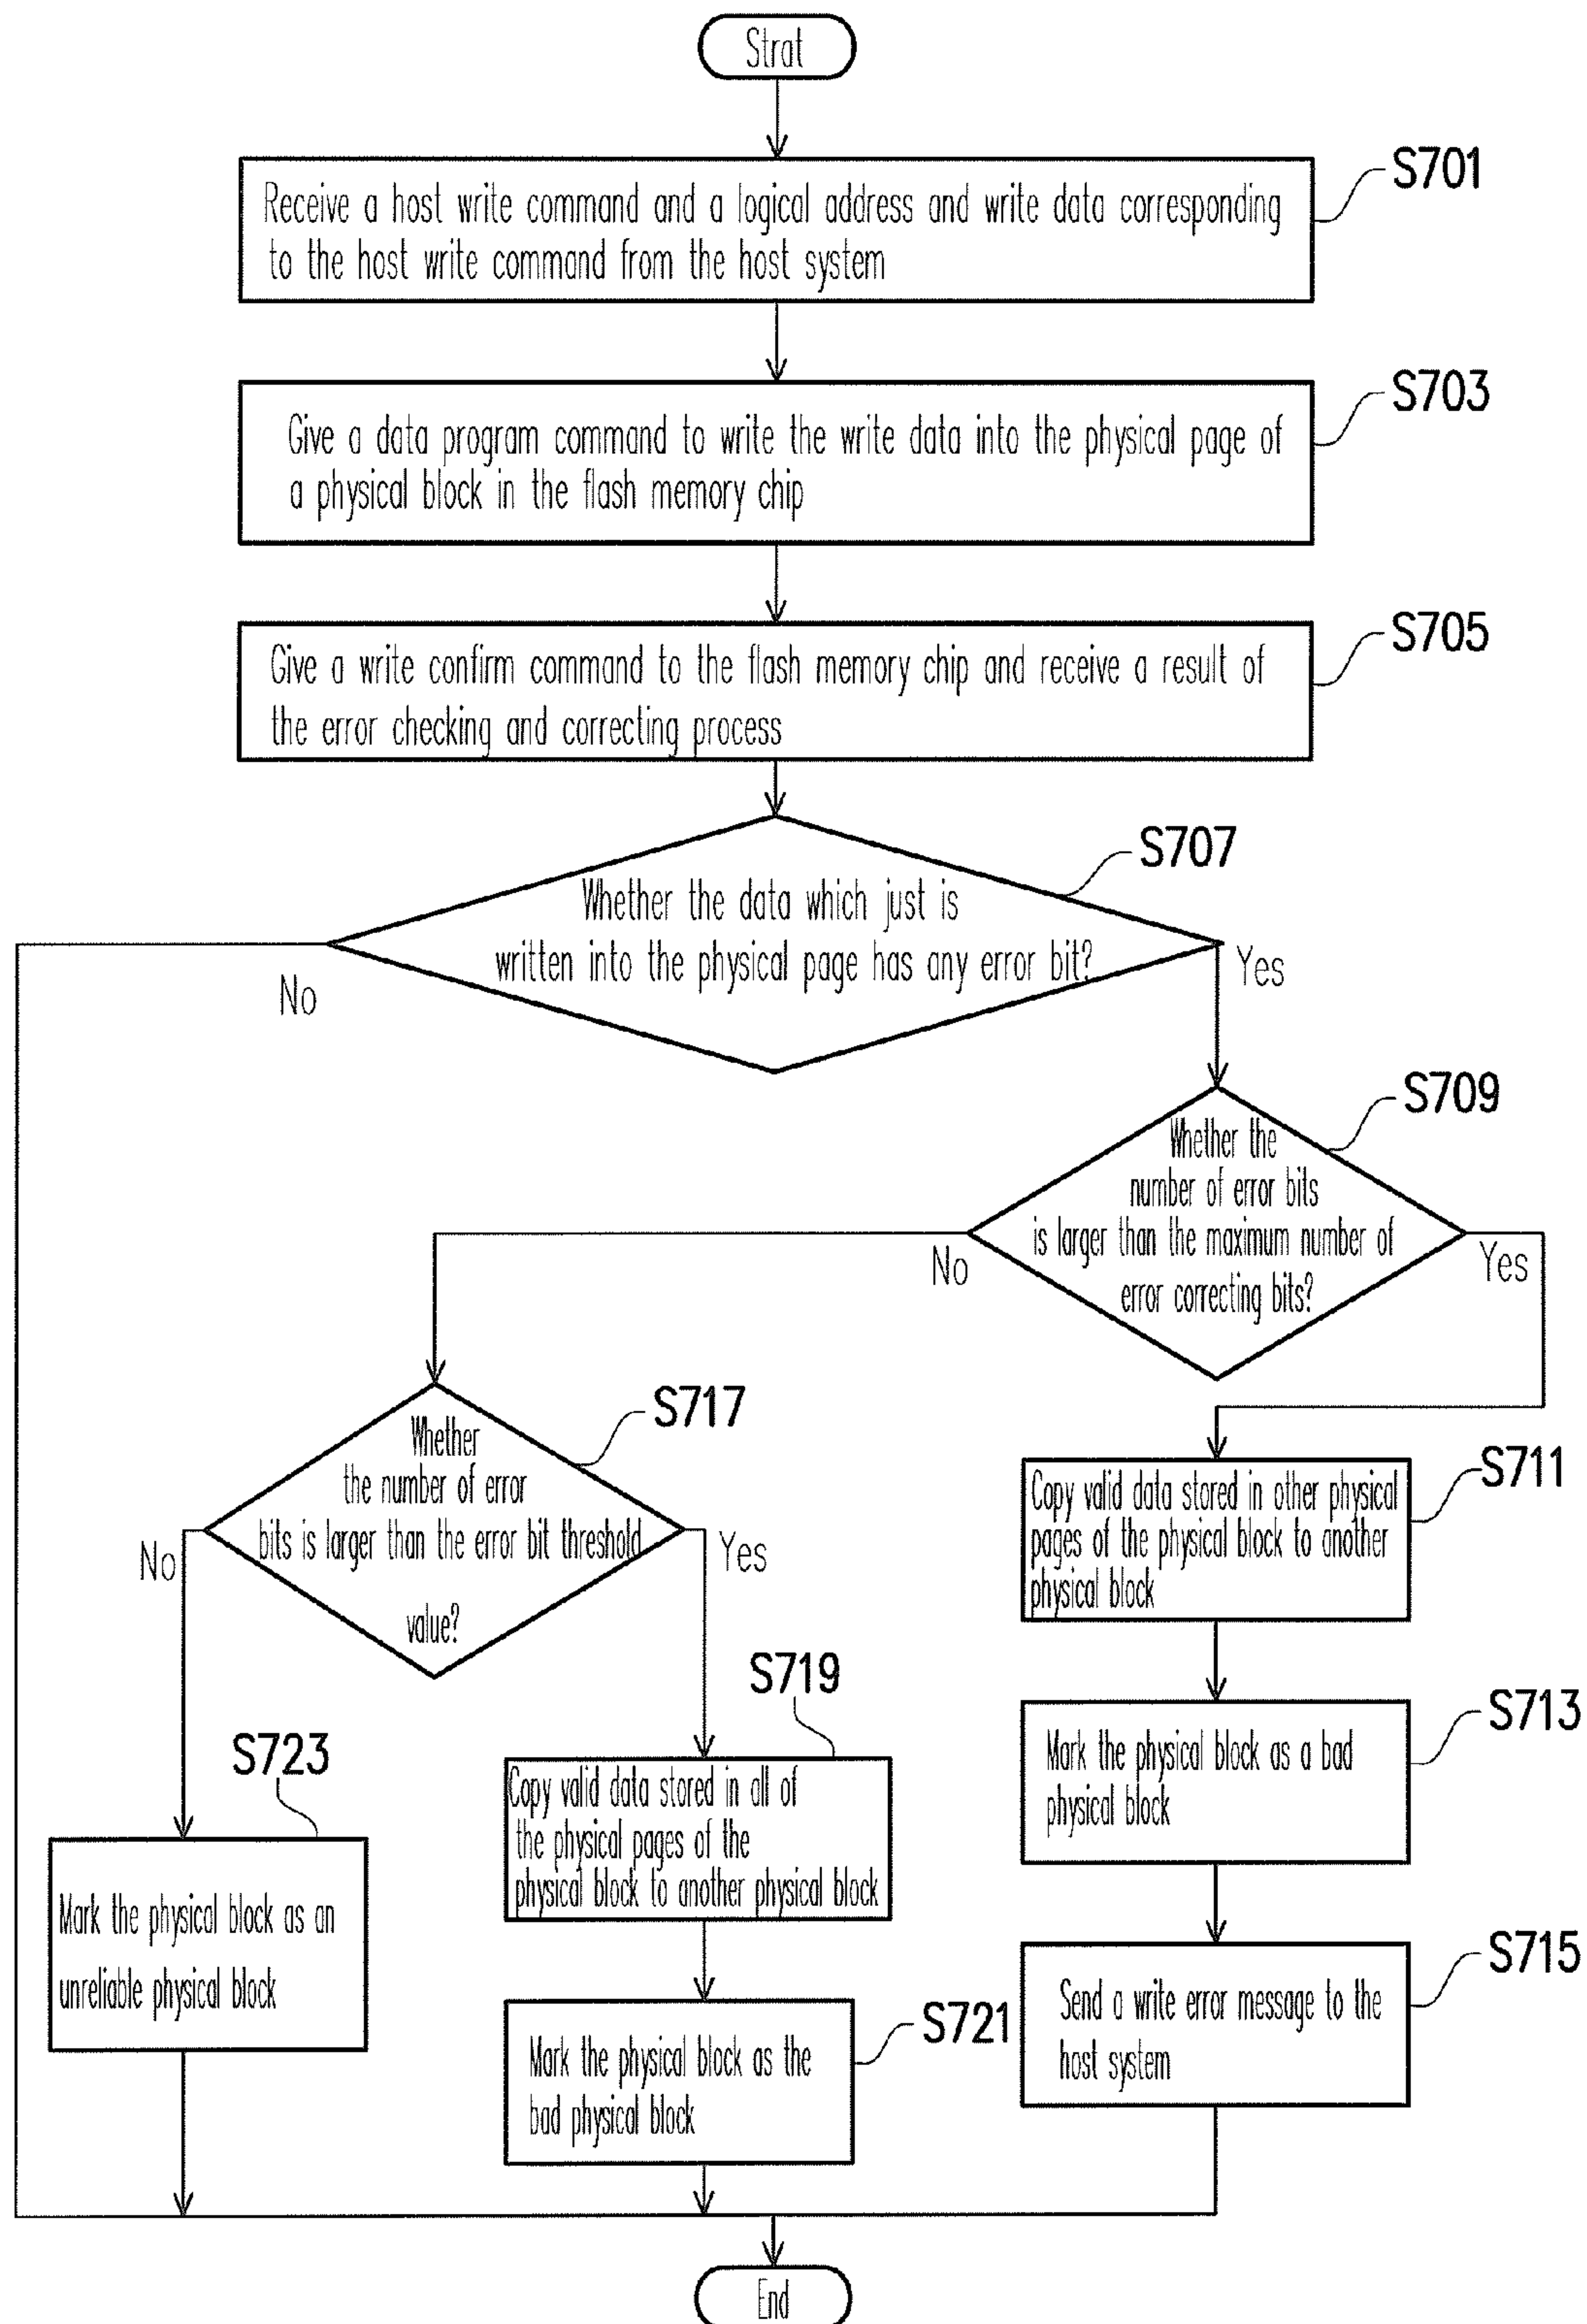 Strat
S701
Receive a host write command and a logical address and write data corresponding
to the host write command from the host system
S703
Give a data program command to write the write data into the physical page of
a physical block in the flash memory chip
S705
Give a write confirm command to the flash memory chip and receive a result of
the error checking and correcting process
S707
Whether the data which just is
written into the physical page has any error bit?
No
Yes
S709
Whether the
number of error bits
is larger than the maximum number of
error correcting bits?
No
Yes
S717
Whether
the number of error
bits is larger than the error bit threshold
value?
No
Yes
S711
Copy valid data stored in other physical
pages of the physical block to another
physical block
S713
Mark the physical block as a bad
physical block
S715
Send a write error message to the
host system
S719
Copy valid data stored in all of
the physical pages of the
physical block to another physical block
S721
Mark the physical block as the
bad physical block
S723
Mark the physical block as an
unreliable physical block
End